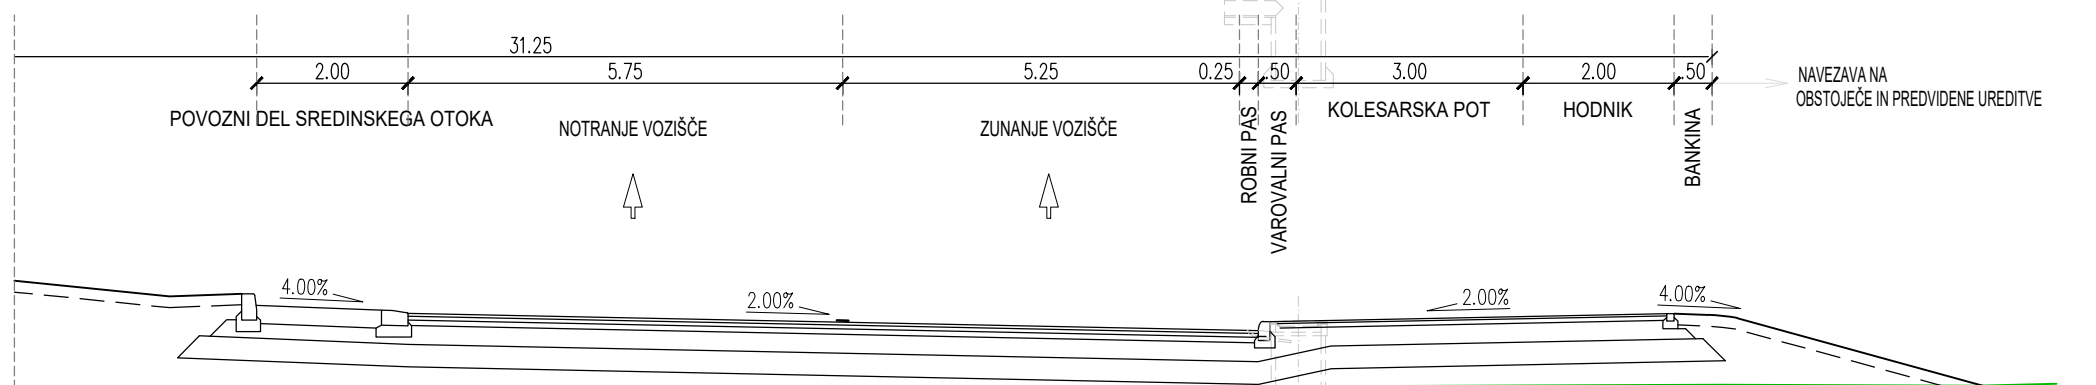 31.25
2.00
5.75
5.25
0.25
.50
3.00
2.00
.50
NAVEZAVA NA
OBSTOJEČE IN PREDVIDENE UREDITVE
POVOZNI DEL SREDINSKEGA OTOKA
NOTRANJE VOZIŠČE
ZUNANJE VOZIŠČE
ROBNI PAS
VAROVALNI PAS
KOLESARSKA POT
HODNIK
BANKINA
4.00%
2.00%
2.00%
4.00%